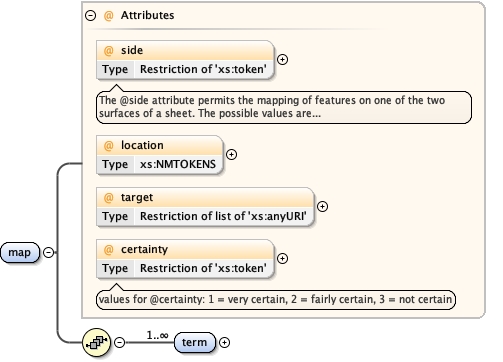 @ Attributes
@ side
Type Restriction of 'xs:token'
The @side attribute permits the mapping of features on one of the two
surfaces of a sheet. The possible values are...
@ location
Type xs:NMTOKENS
@ target
Type Restriction of list of 'xs:anyURI'
@ certainty
Type Restriction of 'xs:token'
values for @certainty: 1 = very certain, 2 = fairly certain, 3 = not certain
map
1..∞
term